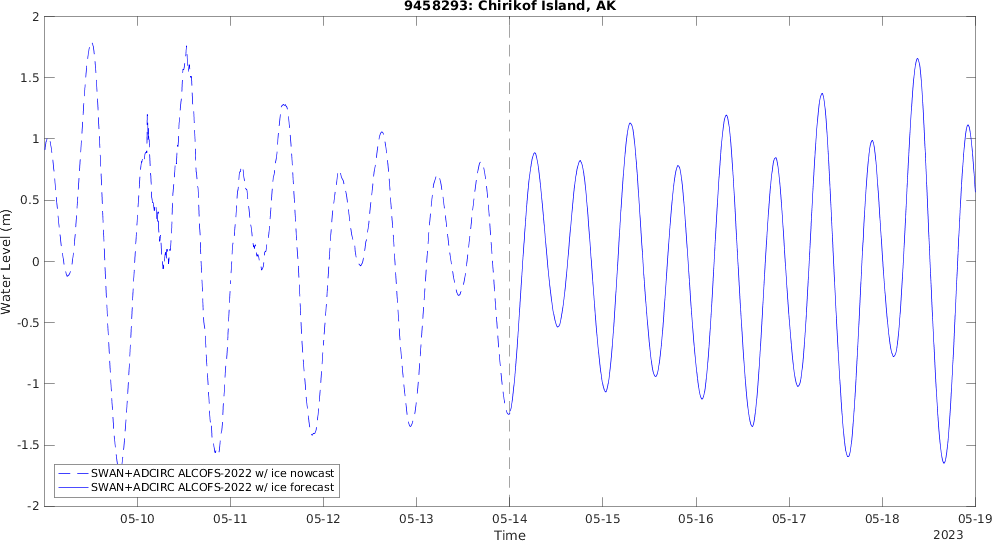 9458293: Chirikof Island, AK
Water Level (m)
2
1.5
1
0.5
0
-0.5
-1
-1.5
-2
SWAN+ADCIRC ALCOFS-2022 w/ ice nowcast
SWAN+ADCIRC ALCOFS-2022 w/ ice forecast
05-10 05-11 05-12 05-13 05-14 05-15 05-16 05-17 05-18 05-19
Time
2023